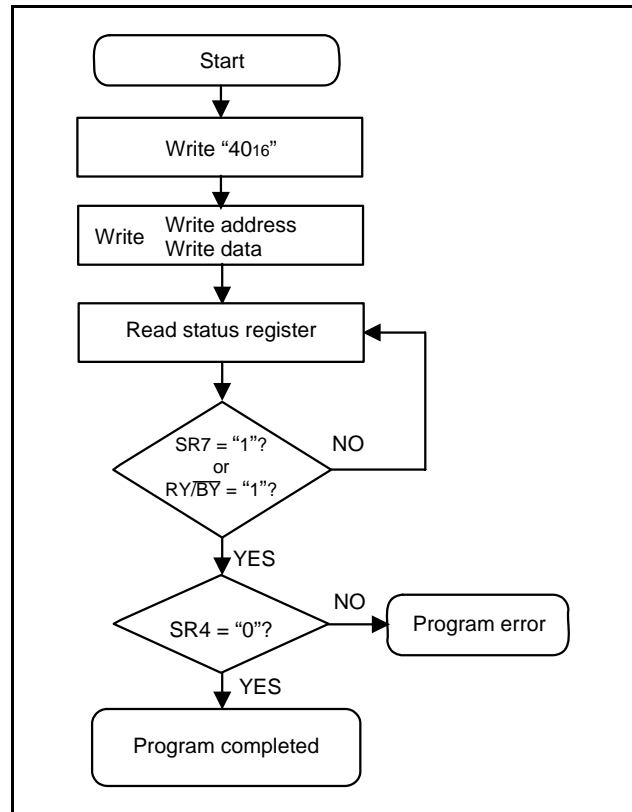 Start
Write “40₁₆”
Write Write address
Write data
Read status register
SR7 = “1”?
or
RY/B̅Y̅ = “1”?
NO
YES
SR4 = “0”?
NO
Program error
YES
Program completed